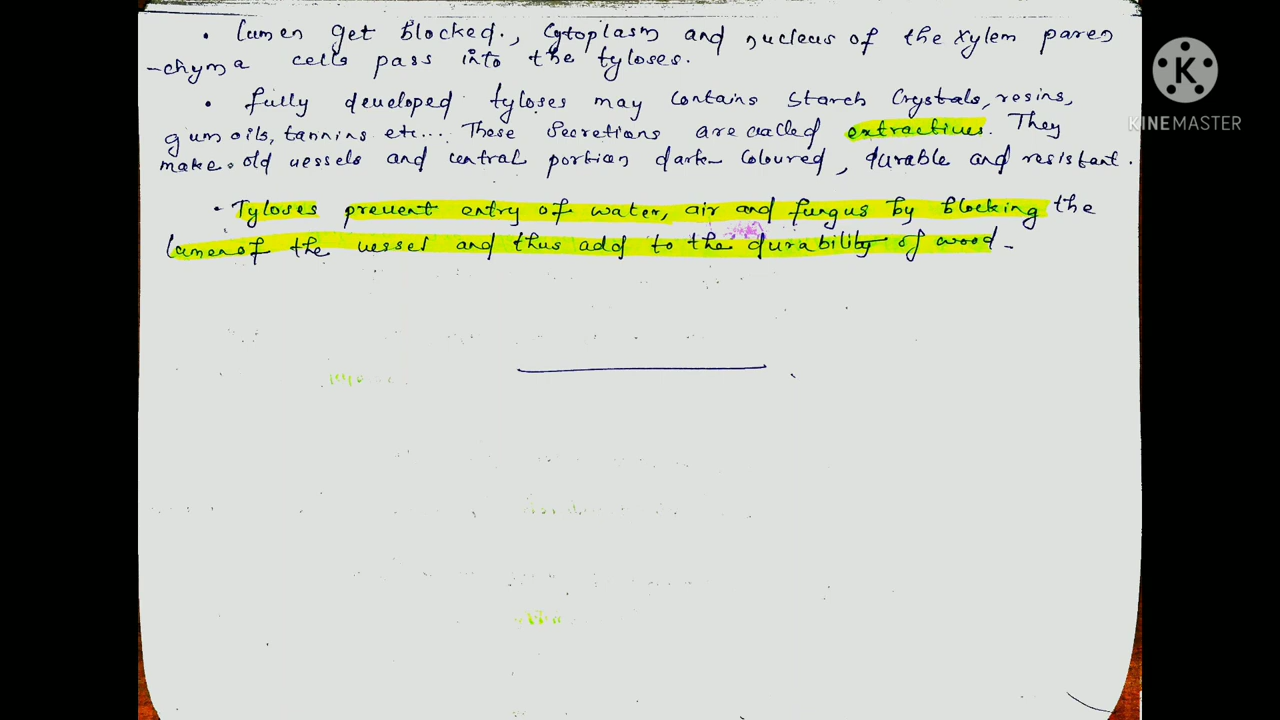 • Lumen get blocked., Cytoplasm and nucleus of the xylem paren
-chyma cells pass into the tyloses.
• Fully developed tyloses may contains starch crystals, resins,
gum oils, tannins etc... These secretions are called extractives. They
make old vessels and central portion dark-coloured, durable and resistant.
• Tyloses prevent entry of water, air and fungus by blocking the
lumen of the vessel and thus add to the durability of wood-
K
KINEMASTER